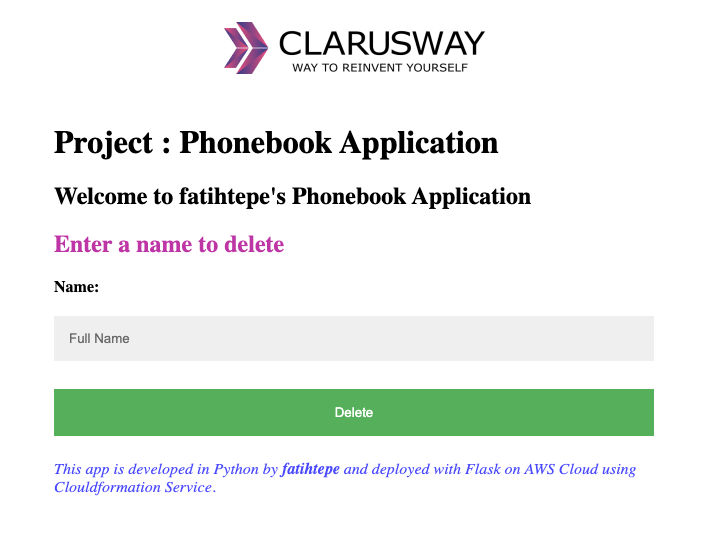 CLARUSWAY
WAY TO REINVENT YOURSELF
Project : Phonebook Application
Welcome to fatihtepe's Phonebook Application
Enter a name to delete
Name:
Full Name
Delete
This app is developed in Python by fatihtepe and deployed with Flask on AWS Cloud using
Clouldformation Service.